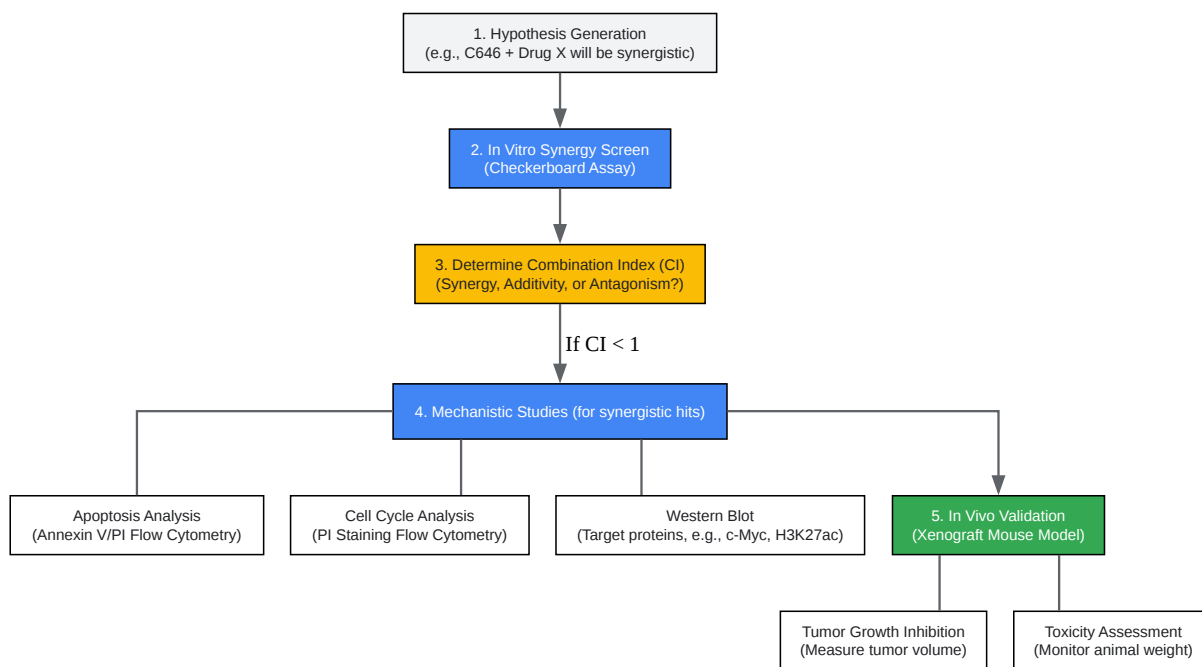 1. Hypothesis Generation
(e.g., C646 + Drug X will be synergistic)
2. In Vitro Synergy Screen
(Checkerboard Assay)
3. Determine Combination Index (CI)
(Synergy, Additivity, or Antagonism?)
If CI < 1
4. Mechanistic Studies (for synergistic hits)
Apoptosis Analysis
(Annexin V/PI Flow Cytometry)
Cell Cycle Analysis
(PI Staining Flow Cytometry)
Western Blot
(Target proteins, e.g., c-Myc, H3K27ac)
5. In Vivo Validation
(Xenograft Mouse Model)
Tumor Growth Inhibition
(Measure tumor volume)
Toxicity Assessment
(Monitor animal weight)